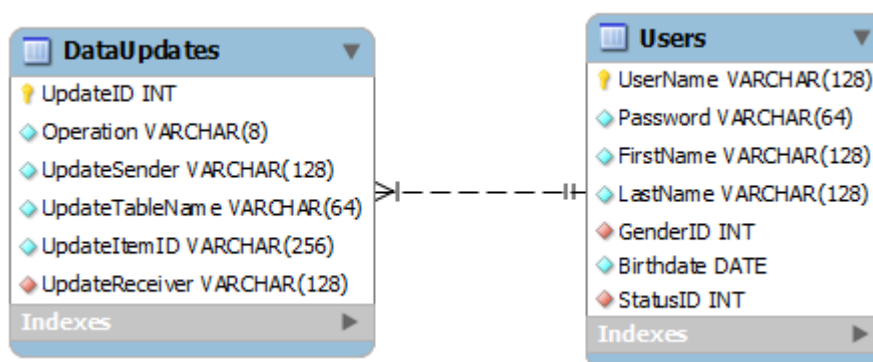 DataUpdates
UpdateID INT
Operation VARCHAR(8)
UpdateSender VARCHAR(128)
UpdateTableName VARCHAR(64)
UpdateItemID VARCHAR(256)
UpdateReceiver VARCHAR(128)
Indexes
Users
UserName VARCHAR(128)
Password VARCHAR(64)
FirstName VARCHAR(128)
LastName VARCHAR(128)
GenderID INT
Birthdate DATE
StatusID INT
Indexes